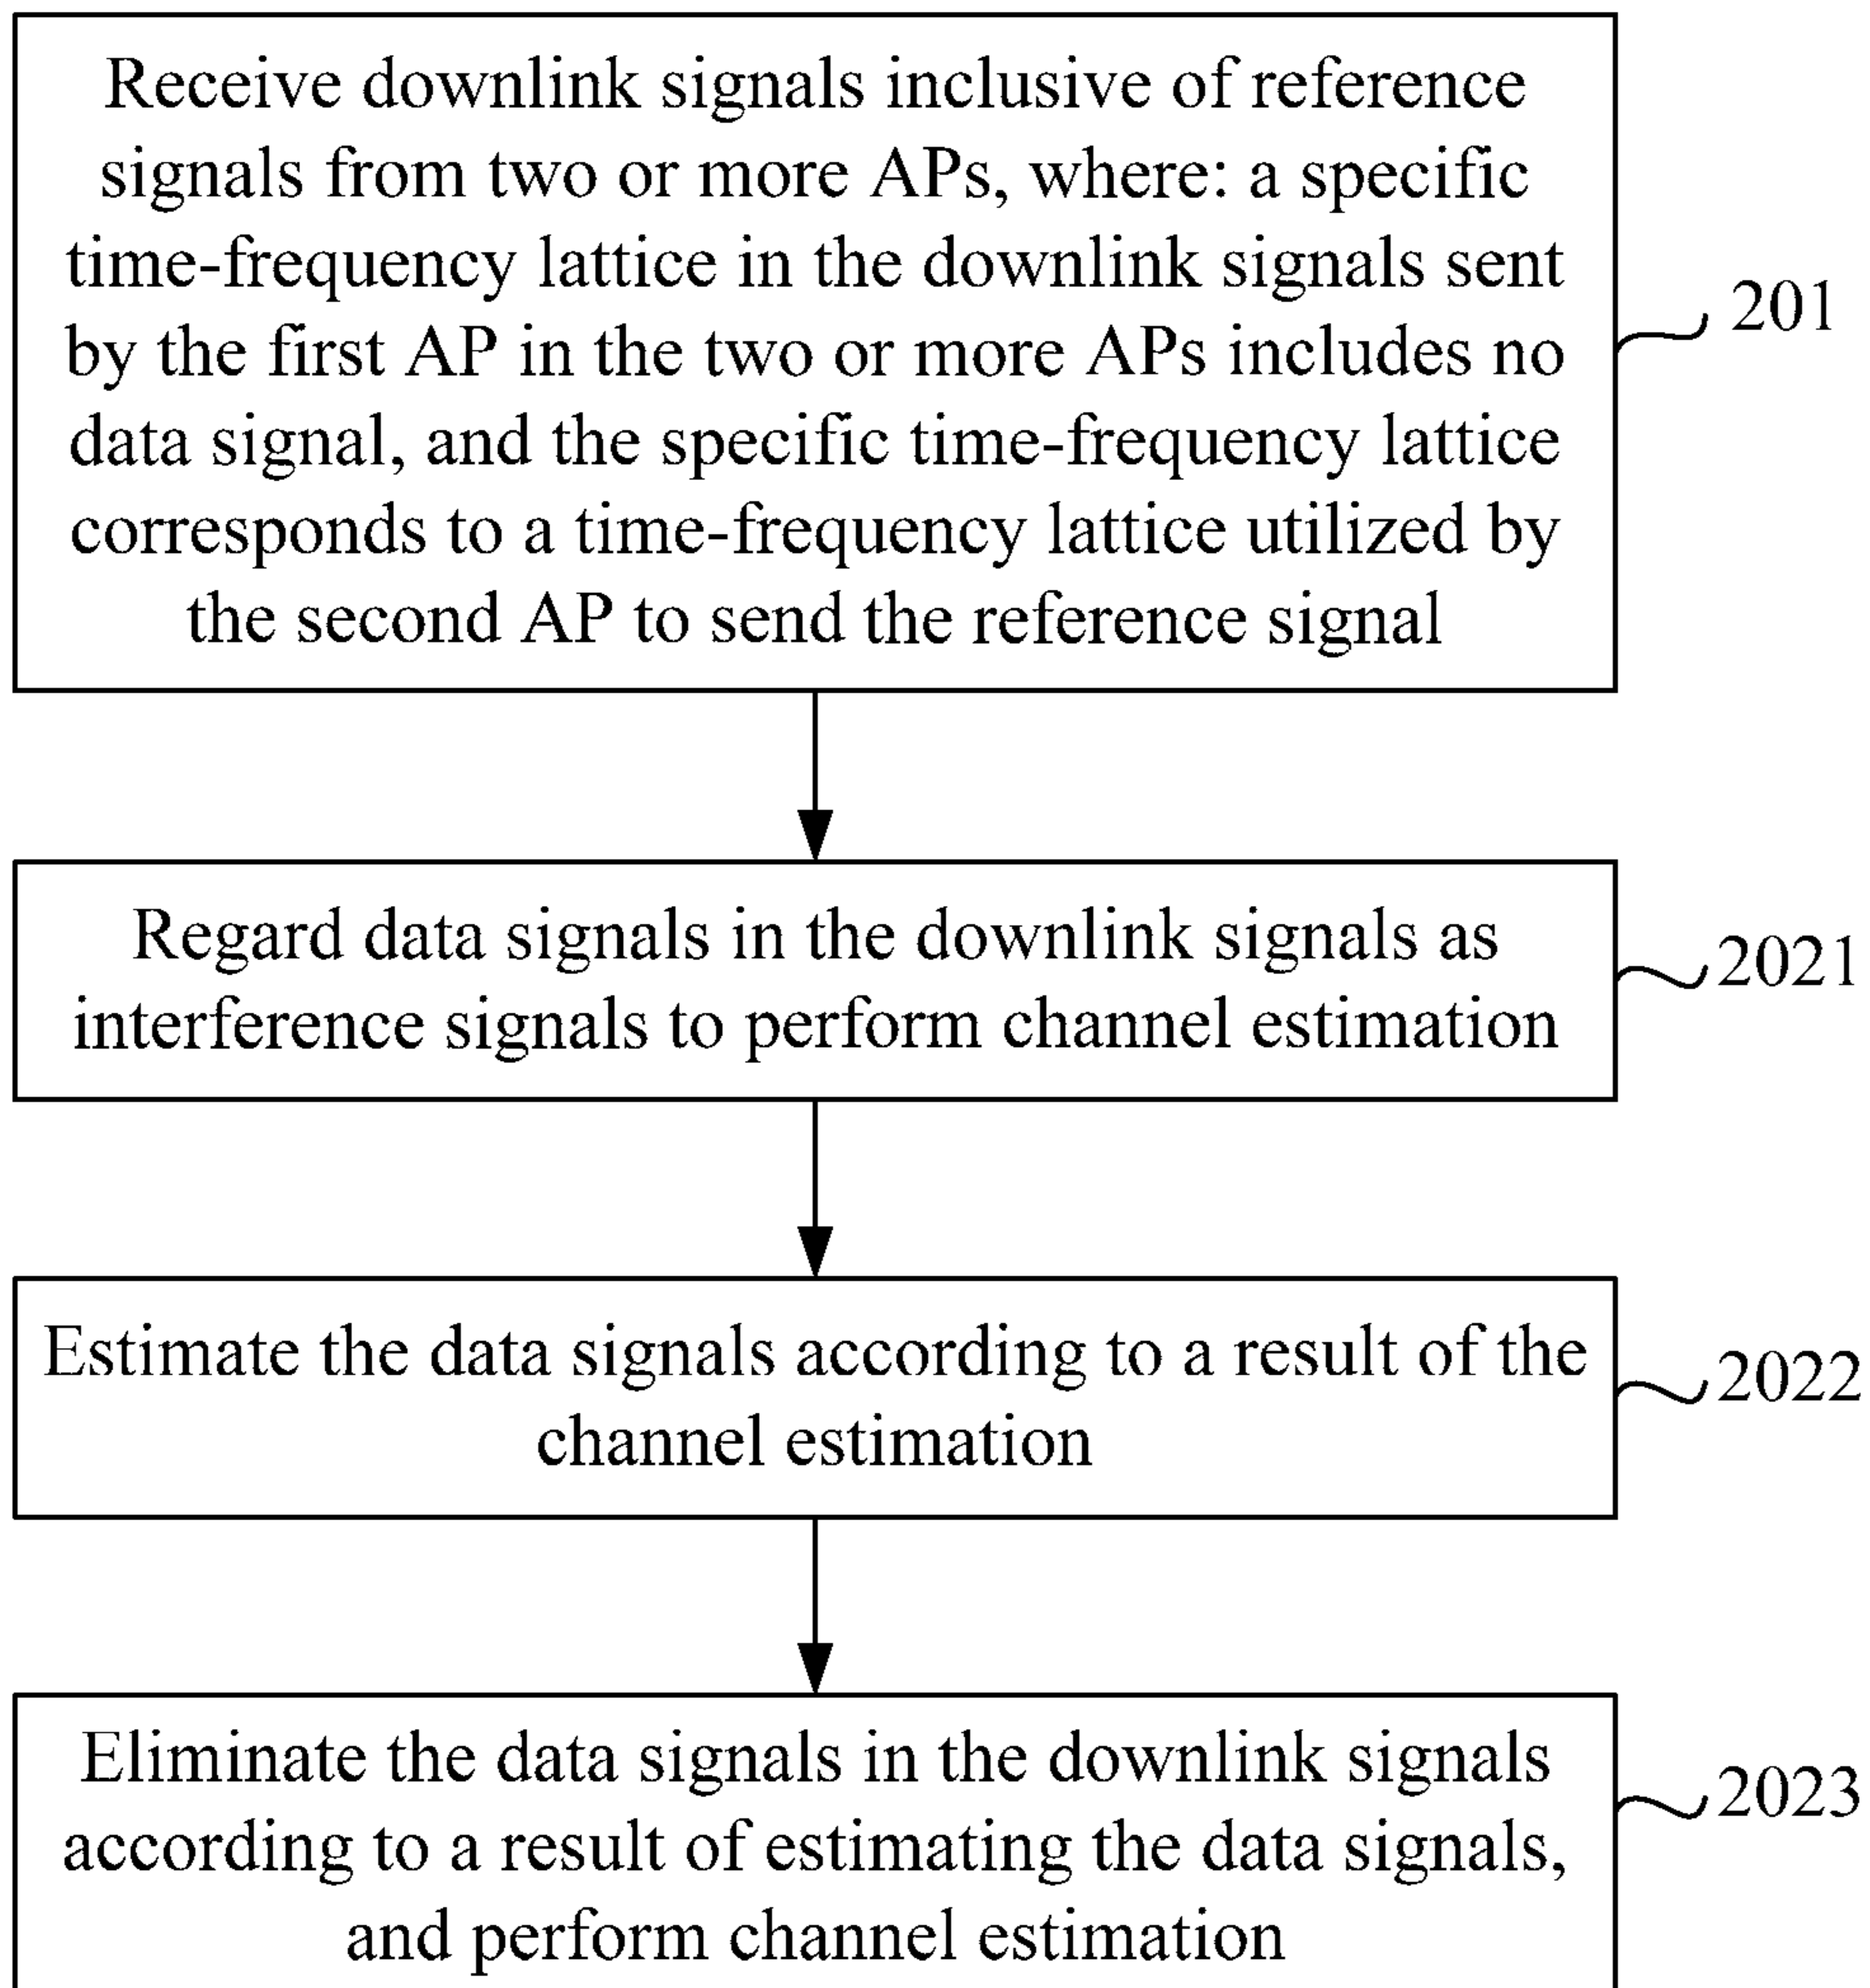 Receive downlink signals inclusive of reference
signals from two or more APs, where: a specific
time-frequency lattice in the downlink signals sent
by the first AP in the two or more APs includes no
data signal, and the specific time-frequency lattice
corresponds to a time-frequency lattice utilized by
the second AP to send the reference signal
201
Regard data signals in the downlink signals as
interference signals to perform channel estimation
2021
Estimate the data signals according to a result of the
channel estimation
2022
Eliminate the data signals in the downlink signals
according to a result of estimating the data signals,
and perform channel estimation
2023